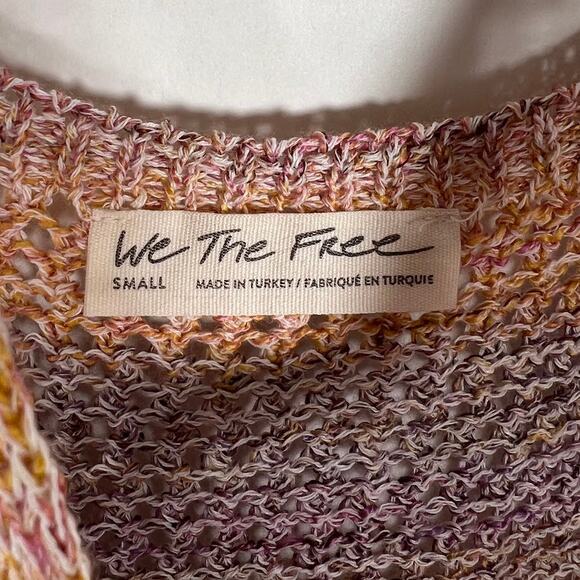 We The Free
SMALL MADE IN TURKEY / FABRIQUÉ EN TURQUIE